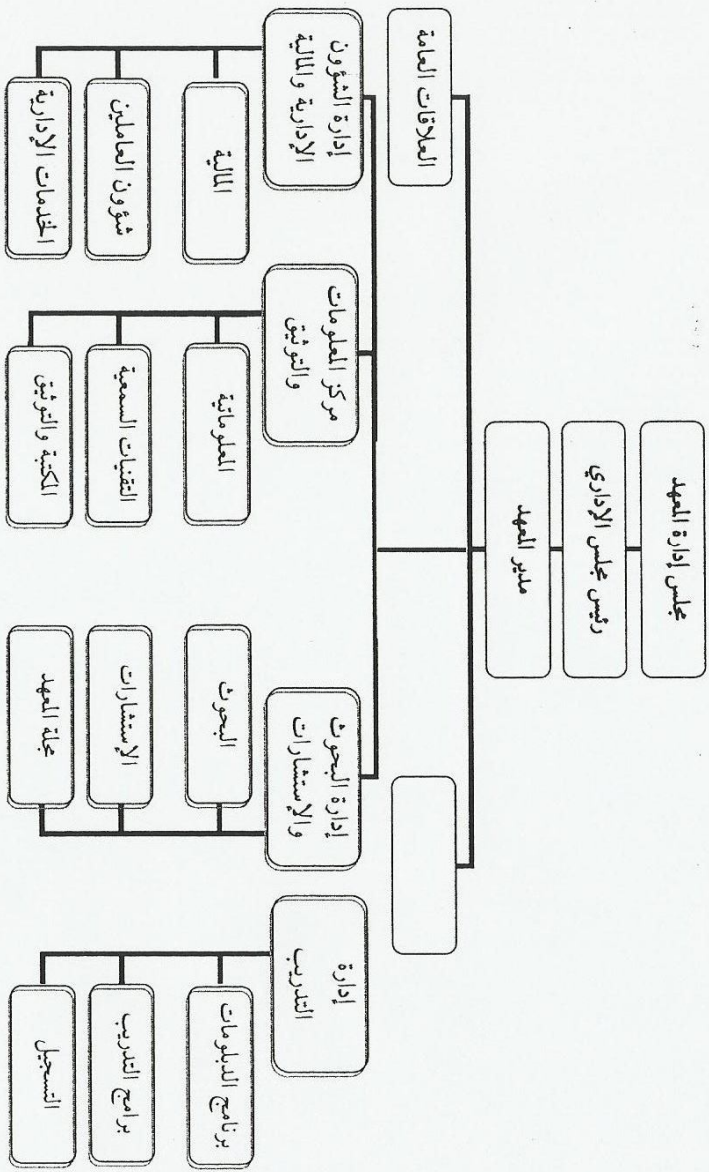 مجلس إدارة المعهد
رئيس مجلس الإداري
مدير المعهد
العلاقات العامة
إدارة
التدريب
برنامج الدبلومات
برامج التدريب
التسجيل
إدارة البحوث
والإستشارات
البحوث
الإستشارات
مجلة المعهد
مركز المعلومات
والتوثيق
المعلوماتية
التقنيات السمعية
المكتبة والتوثيق
إدارة الشؤون
الإدارية والمالية
المالية
شؤون العاملين
الخدمات الإدارية